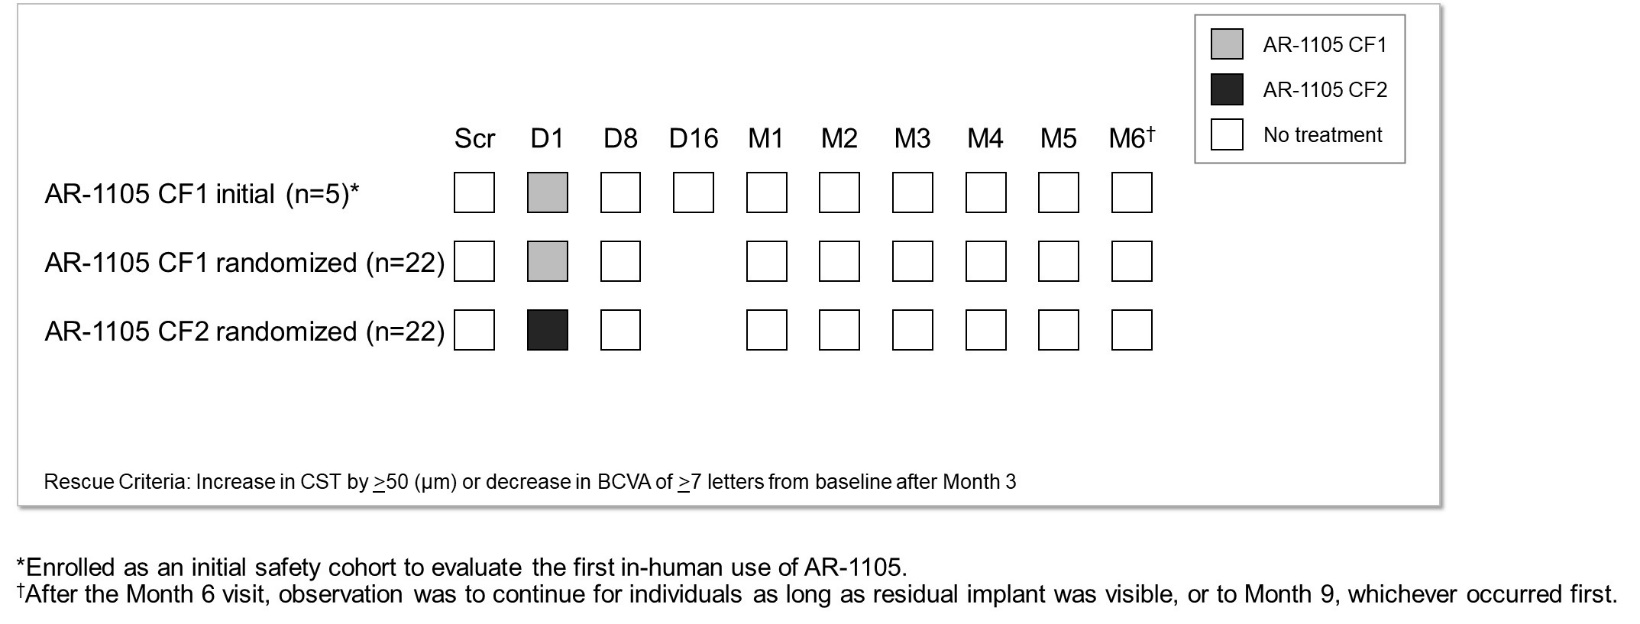 AR-1105 CF1
AR-1105 CF2
No treatment
Scr D1 D8 D16 M1 M2 M3 M4 M5 M6†
AR-1105 CF1 initial (n=5)*
AR-1105 CF1 randomized (n=22)
AR-1105 CF2 randomized (n=22)
Rescue Criteria: Increase in CST by ≥50 (µm) or decrease in BCVA of ≥7 letters from baseline after Month 3
*Enrolled as an initial safety cohort to evaluate the first in-human use of AR-1105.
†After the Month 6 visit, observation was to continue for individuals as long as residual implant was visible, or to Month 9, whichever occurred first.